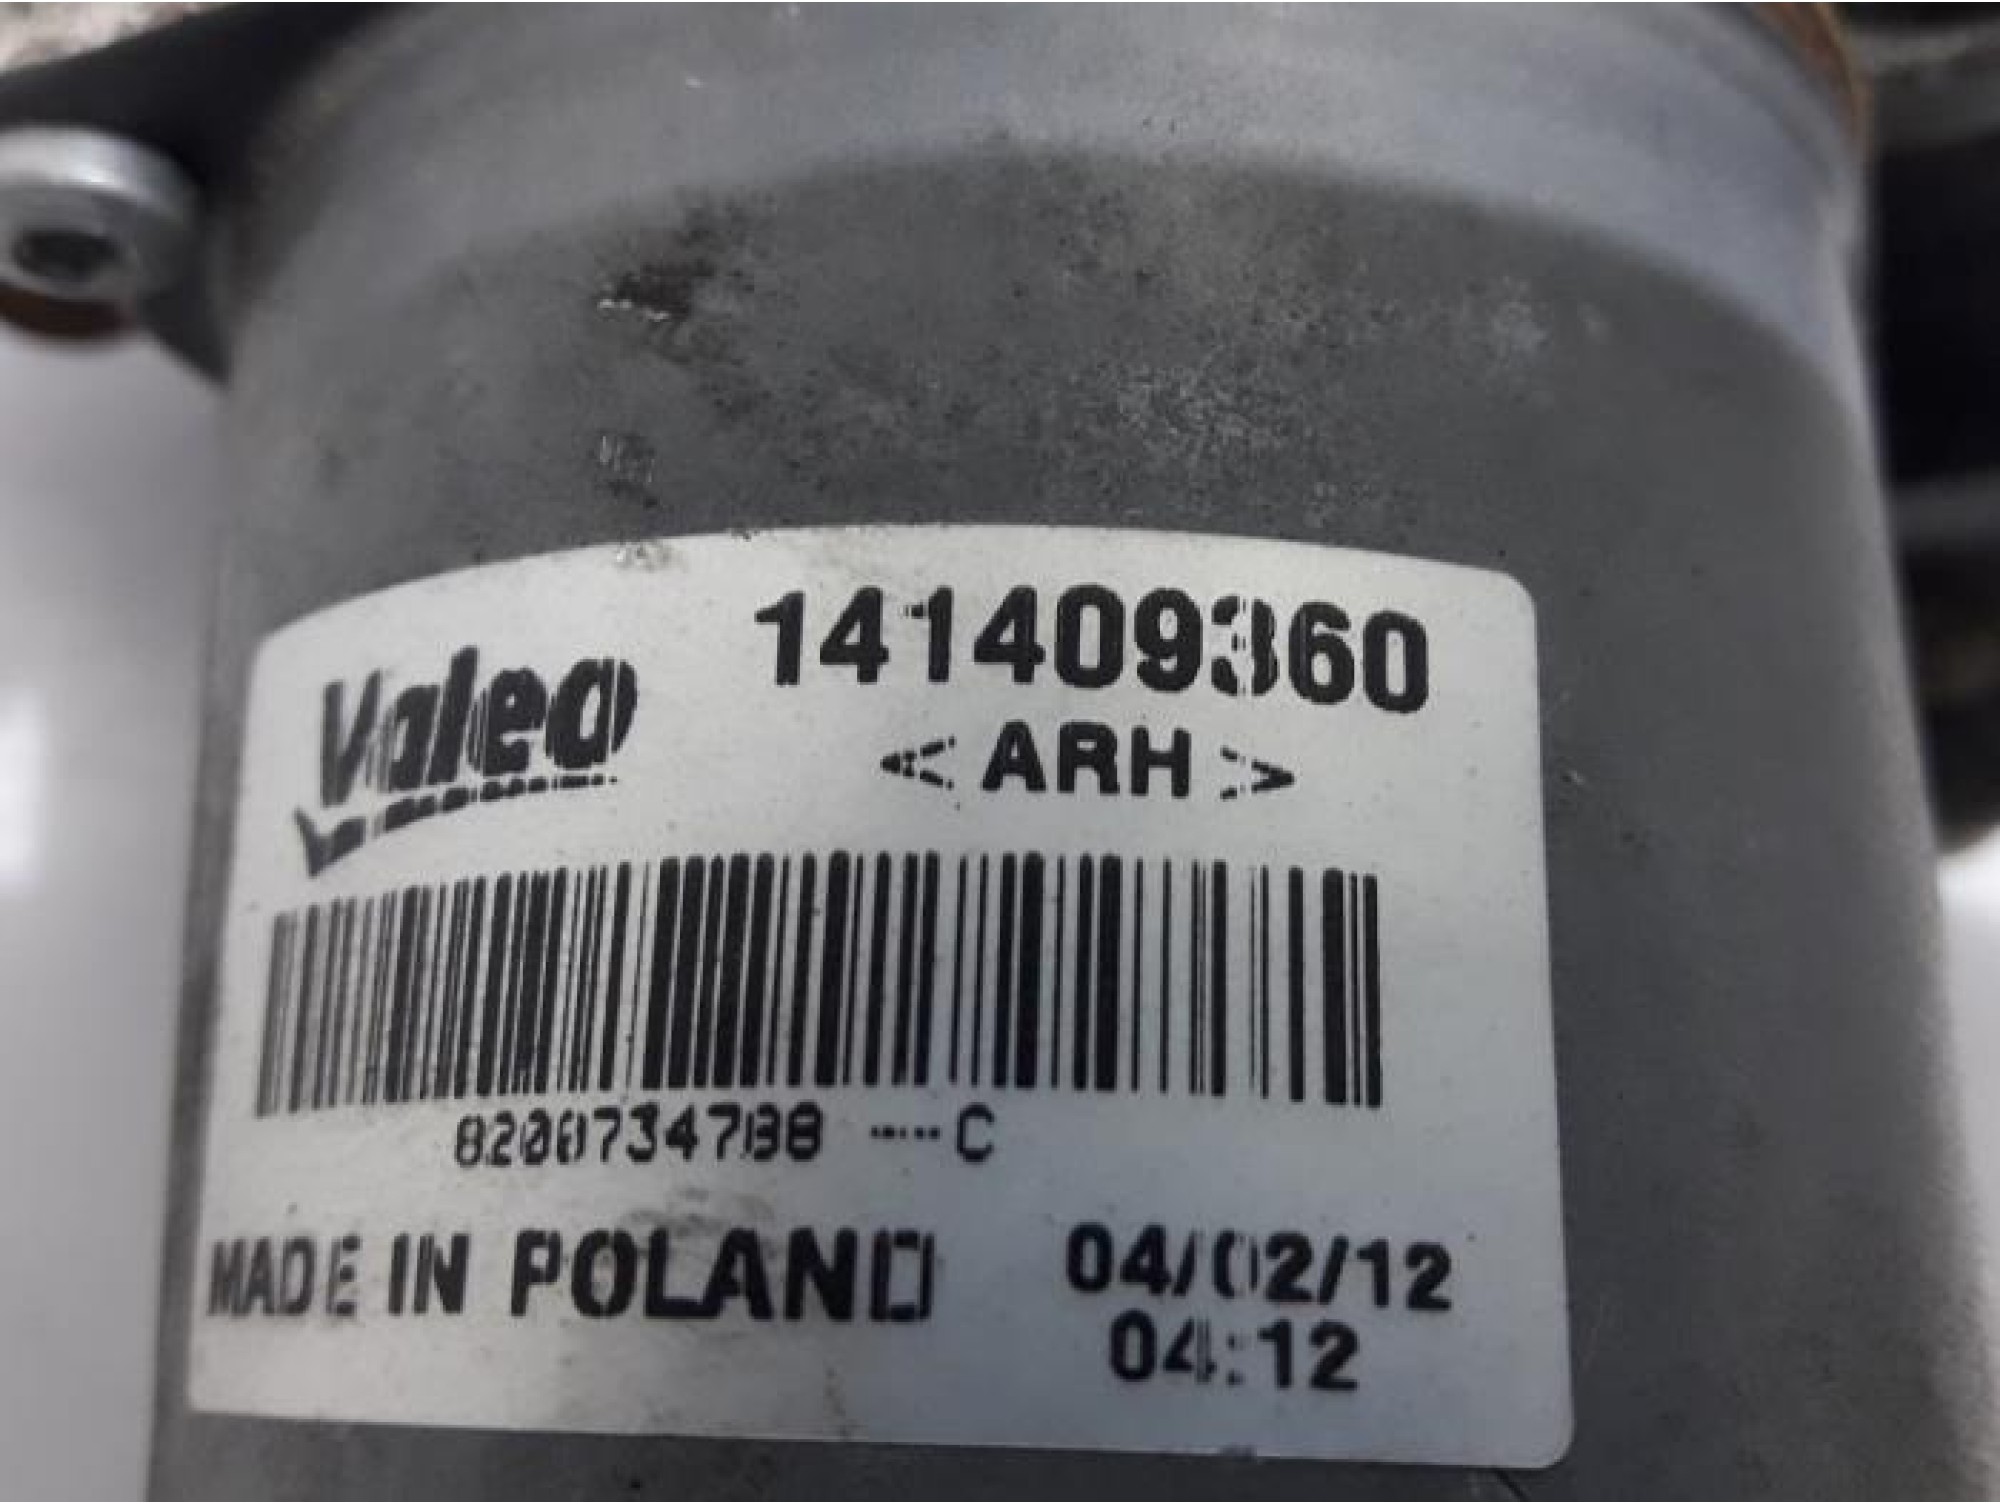 Valeo
141409360
<ARH>
8200734788 ----C
MADE IN POLAND
04/02/12
04:12